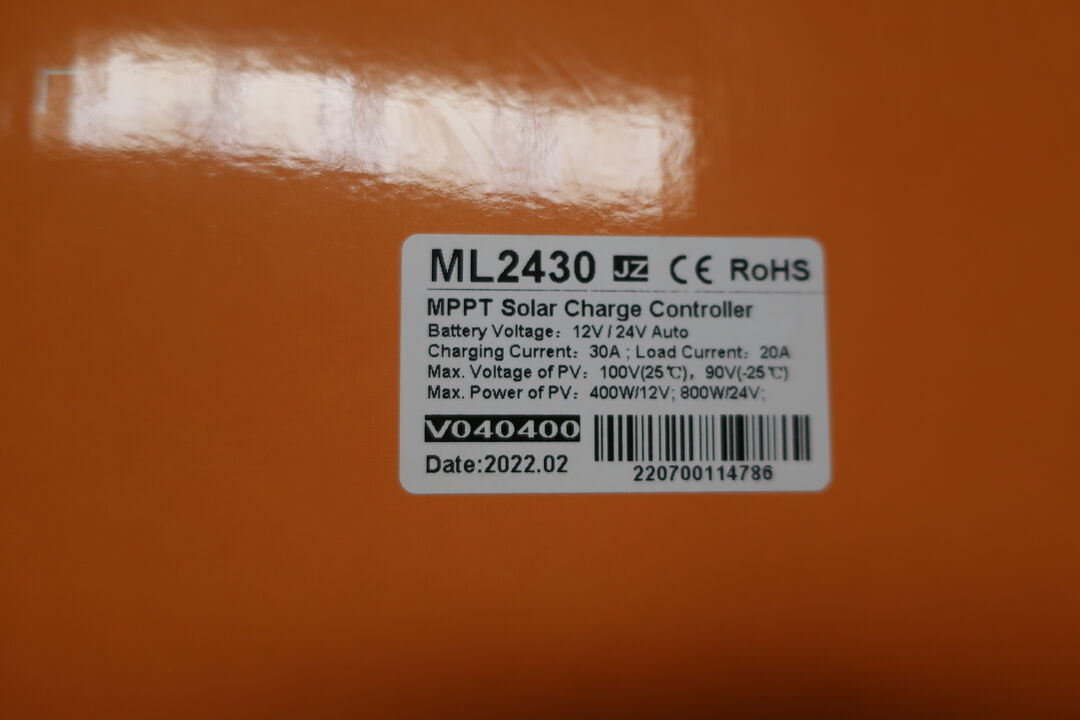 ML2430 JZ CE RoHS
MPPT Solar Charge Controller
Battery Voltage: 12V / 24V Auto
Charging Current: 30A ; Load Current: 20A
Max. Voltage of PV: 100V(25℃), 90V(-25℃)
Max. Power of PV: 400W/12V; 800W/24V;
V040400
Date:2022.02
220700114786